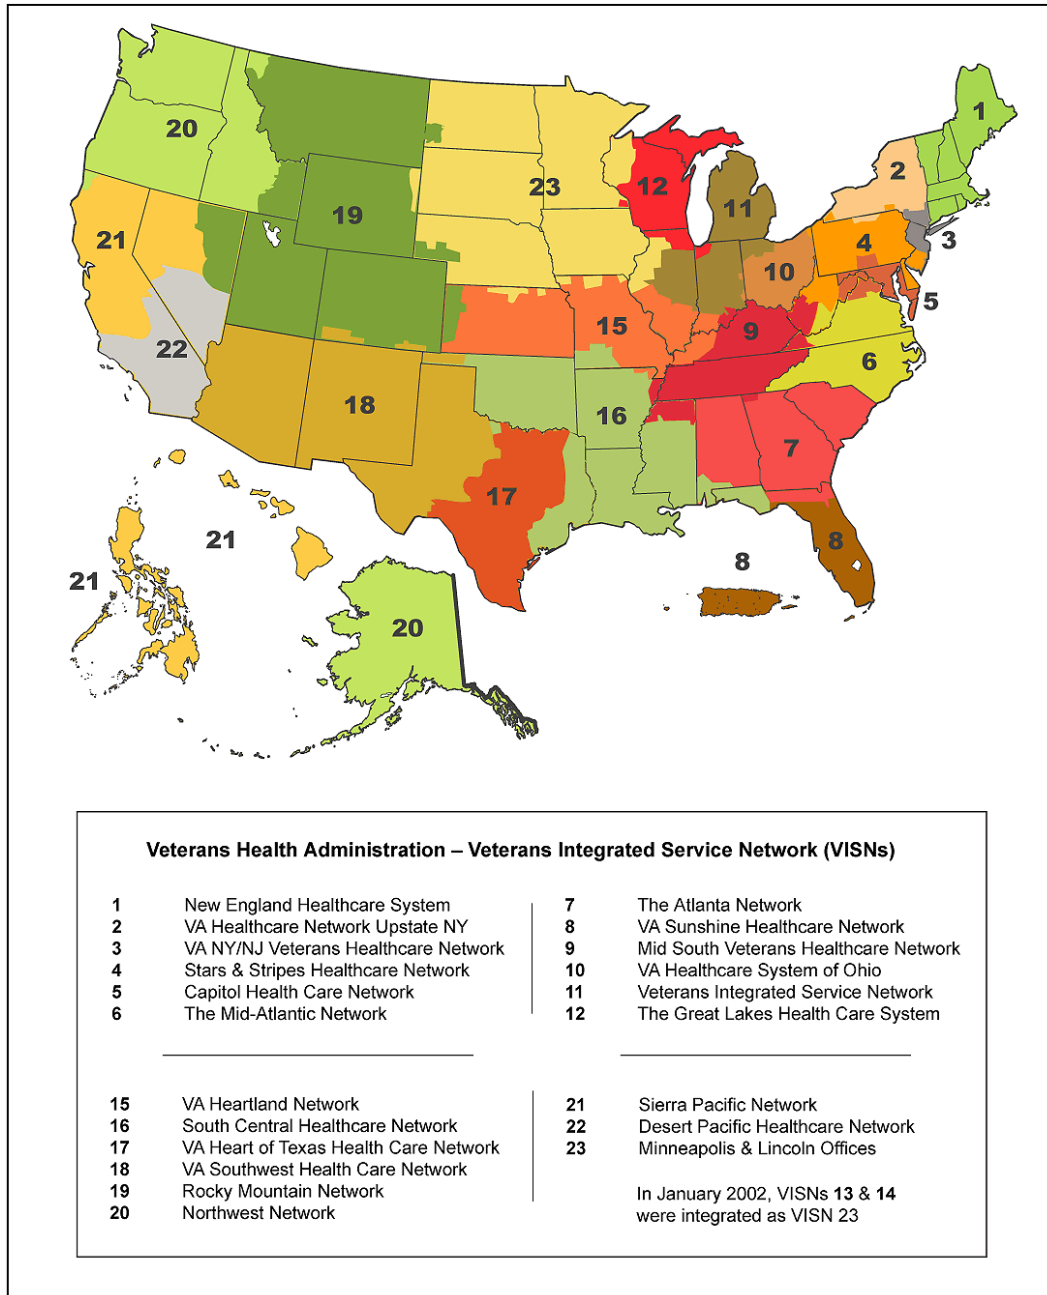 1
20
2
12
23
11
19
21
3
4
10
5
22
15
9
6
18
16
7
17
21
8
8
21
20
Veterans Health Administration – Veterans Integrated Service Network (VISNs)
1 New England Healthcare System
2 VA Healthcare Network Upstate NY
3 VA NY/NJ Veterans Healthcare Network
4 Stars & Stripes Healthcare Network
5 Capitol Health Care Network
6 The Mid-Atlantic Network
7 The Atlanta Network
8 VA Sunshine Healthcare Network
9 Mid South Veterans Healthcare Network
10 VA Healthcare System of Ohio
11 Veterans Integrated Service Network
12 The Great Lakes Health Care System
15 VA Heartland Network
16 South Central Healthcare Network
17 VA Heart of Texas Health Care Network
18 VA Southwest Health Care Network
19 Rocky Mountain Network
20 Northwest Network
21 Sierra Pacific Network
22 Desert Pacific Healthcare Network
23 Minneapolis & Lincoln Offices
In January 2002, VISNs 13 & 14
were integrated as VISN 23